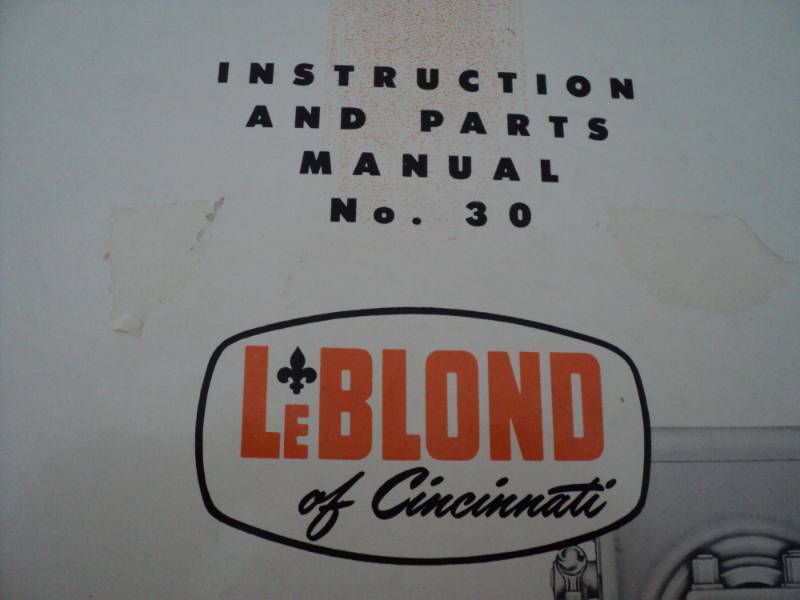 INSTRUCTION
AND PARTS
MANUAL
No. 30
LEBLOND
of Cincinnati